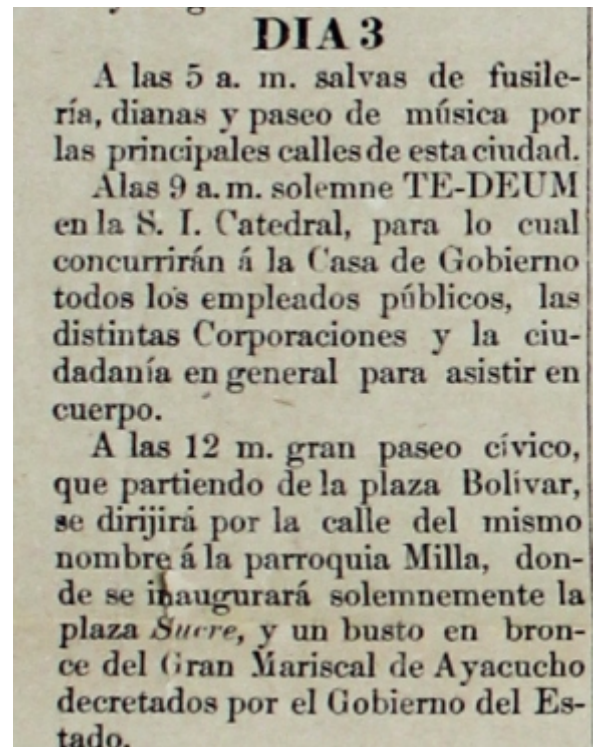 DIA 3
A las 5 a. m. salvas de fusile-
ría, dianas y paseo de música por
las principales calles de esta ciudad.
A las 9 a. m. solemne TE-DEUM
en la S. I. Catedral, para lo cual
concurrirán á la Casa de Gobierno
todos los empleados públicos, las
distintas Corporaciones y la ciu-
dadanía en general para asistir en
cuerpo.
A las 12 m. gran paseo cívico,
que partiendo de la plaza Bolívar,
se dirijirá por la calle del mismo
nombre á la parroquia Milla, don-
de se inaugurará solemnemente la
plaza Sucre, y un busto en bron-
ce del Gran Mariscal de Ayacucho
decretados por el Gobierno del Es-
tado.